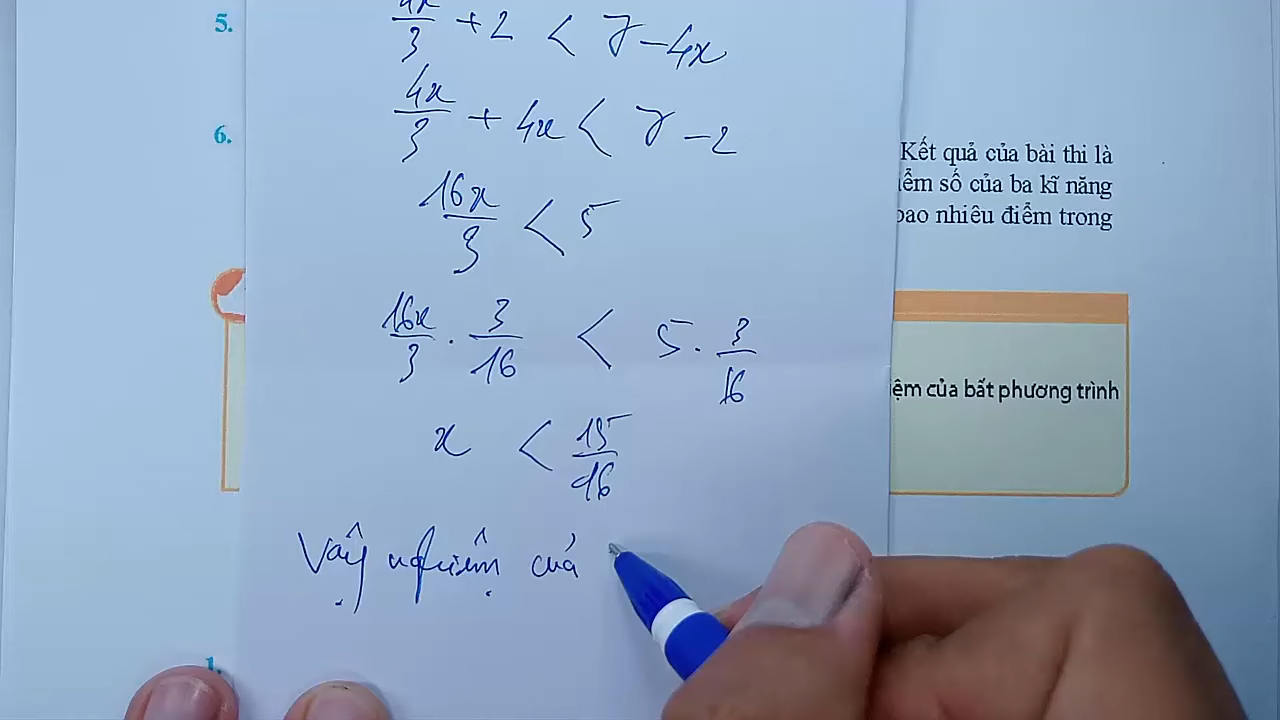 5.
4x/3 + 2 < 7 - 4x
6.
4x/3 + 4x < 7 - 2
Kết quả của bài thi là
iểm số của ba kĩ năng
bao nhiêu điểm trong
16x/3 < 5
16x/3 . 3/16 < 5 . 3/16
iệm của bất phương trình
x < 15/16
Vậy nghiệm của
1.